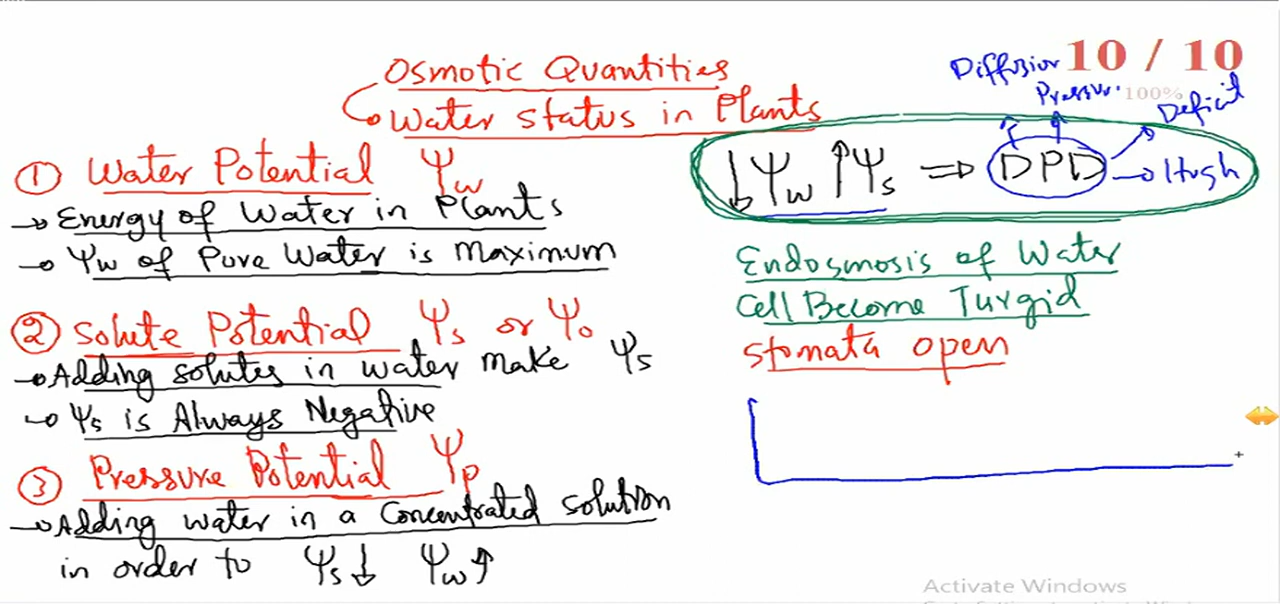 Osmotic Quantities
Water status in Plants
① Water Potential Ψw
→ Energy of Water in Plants
→ Ψw of Pure Water is Maximum
② Solute Potential Ψs or Ψo
→ Adding Solutes in water make Ψs
→ Ψs is Always Negative
③ Pressure Potential Ψp
→ Adding water in a Concentrated solution
in order to Ψs↓ Ψw↑
10 / 10
100%
Diffusion
Pressur.
Deficit
↓Ψw ↑Ψs ⇒ DPD → High
Endosmosis of Water
Cell Become Turgid
Stomata open
Activate Windows